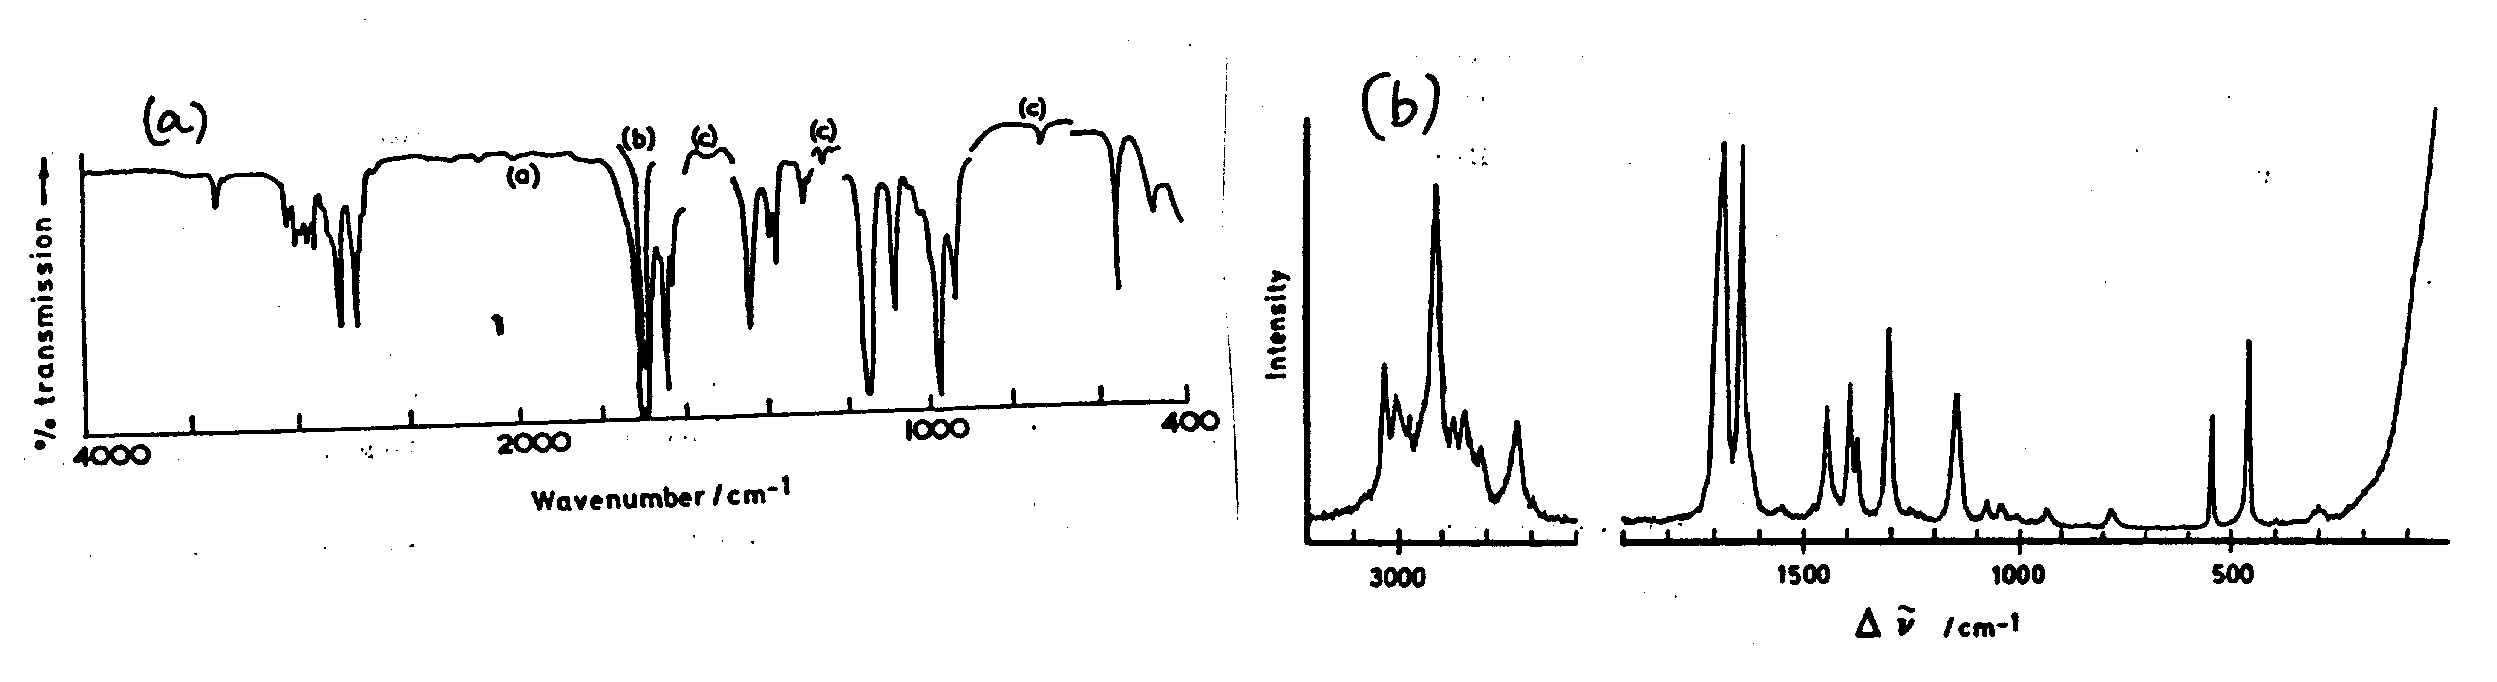 (a)
(b)
(c)
(c)
(c)
(a)
% transmission
4000
2000
1000
400
Wavenumber/cm⁻¹
(b)
Intensity
3000
1500
1000
500
Δ ν̃ /cm⁻¹